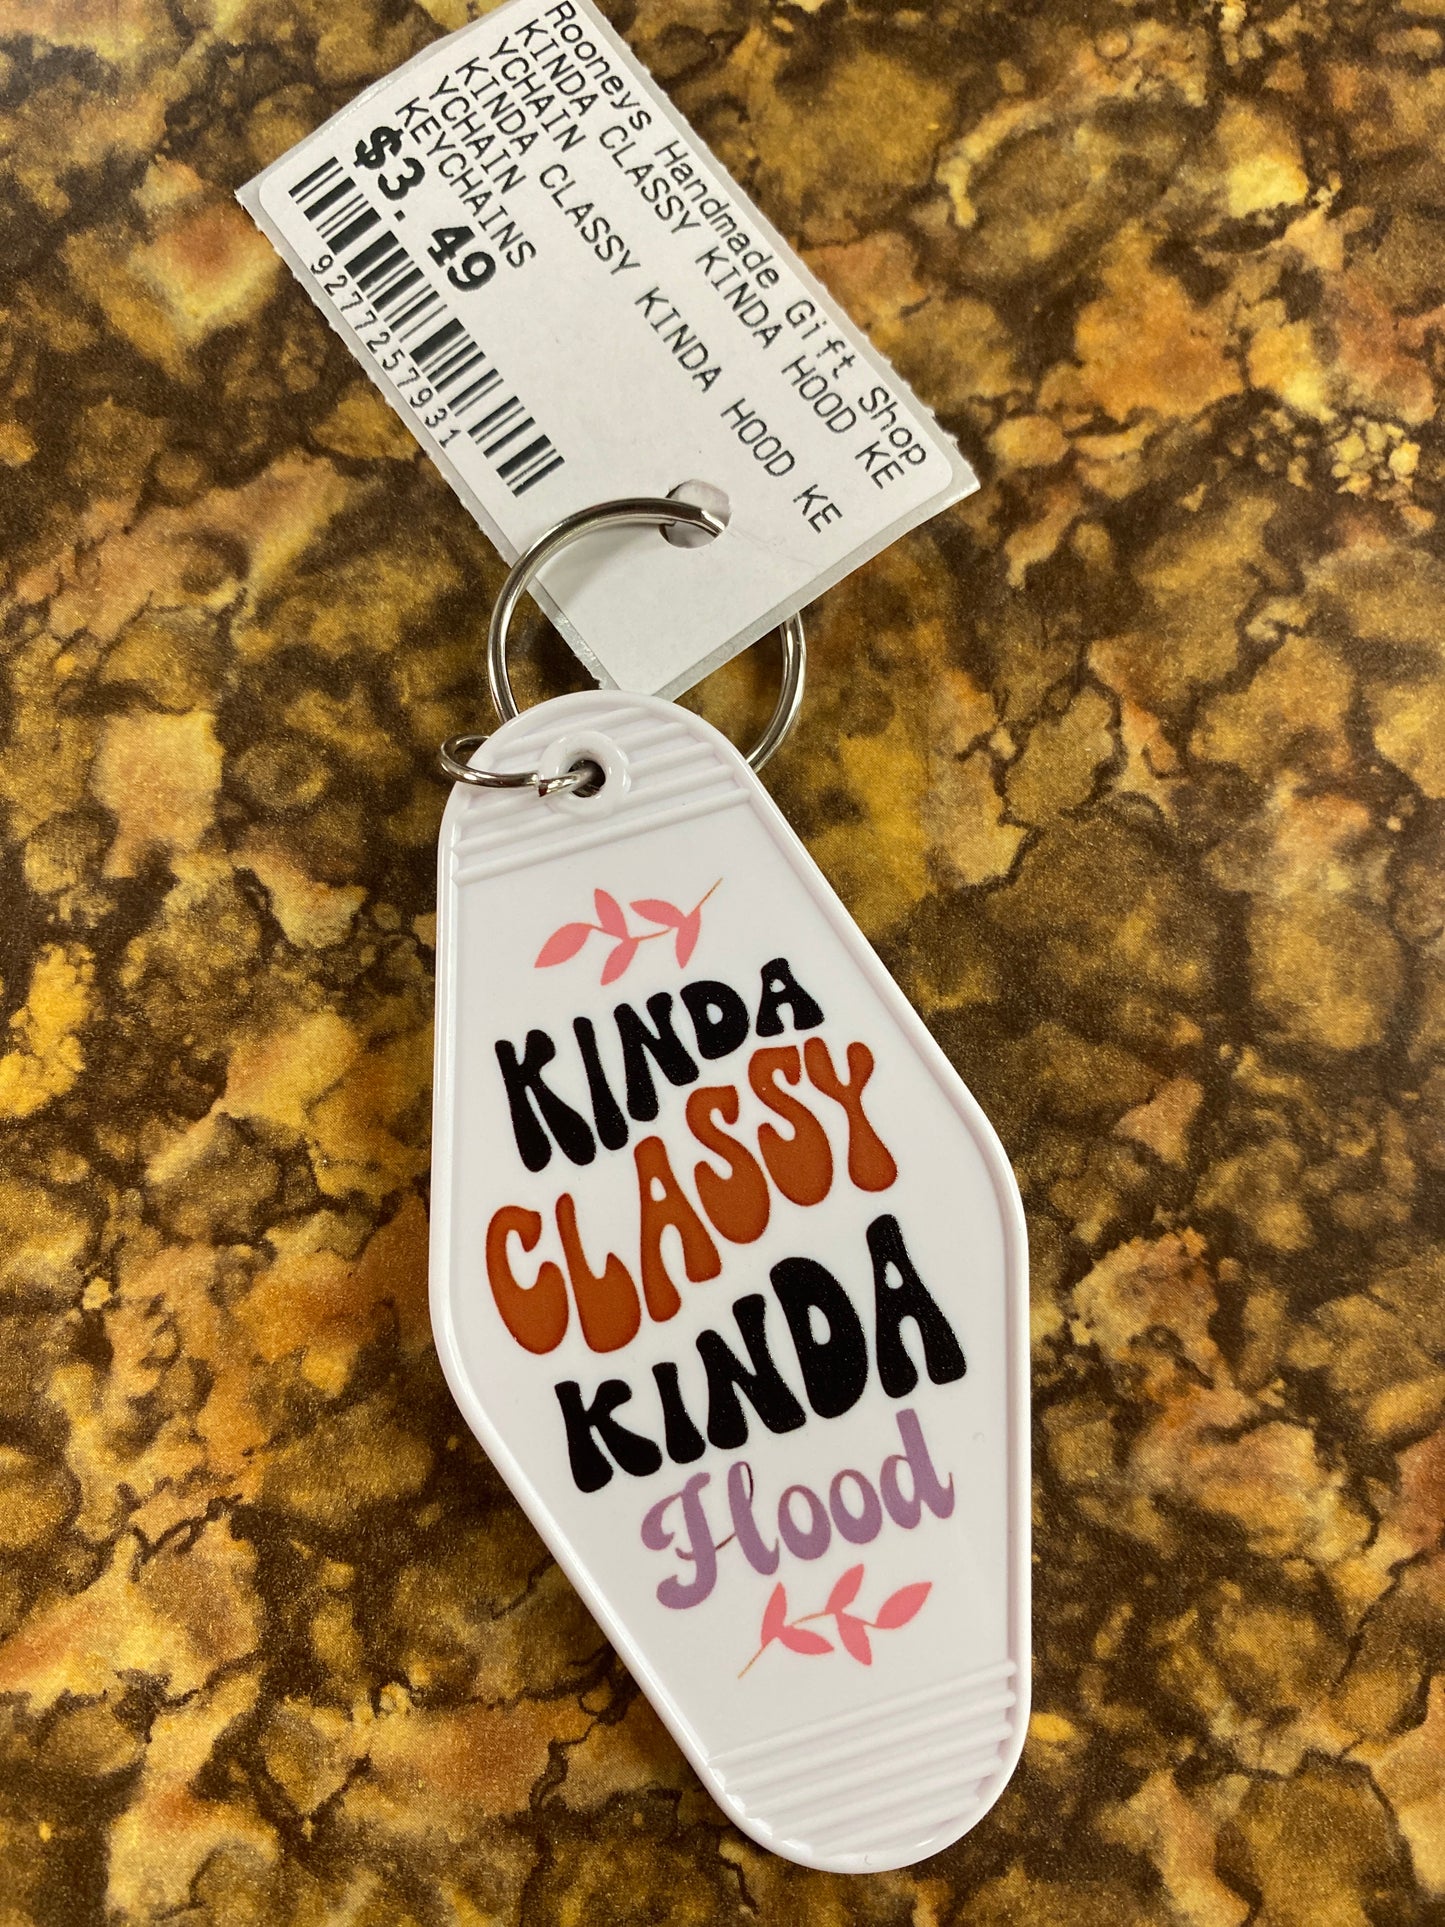 Rooneys Handmade Gift Shop
KINDA CLASSY KINDA HOOD KE
YCHAIN
KINDA CLASSY KINDA HOOD KE
YCHAIN
KEYCHAINS
$3.49
9277257931
KINDA
CLASSY
KINDA
Hood